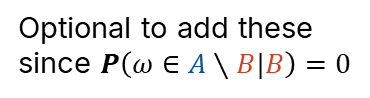 Optional to add these
since 𝑷(𝜔 ∈ 𝐴 \ 𝐵|𝐵) = 0